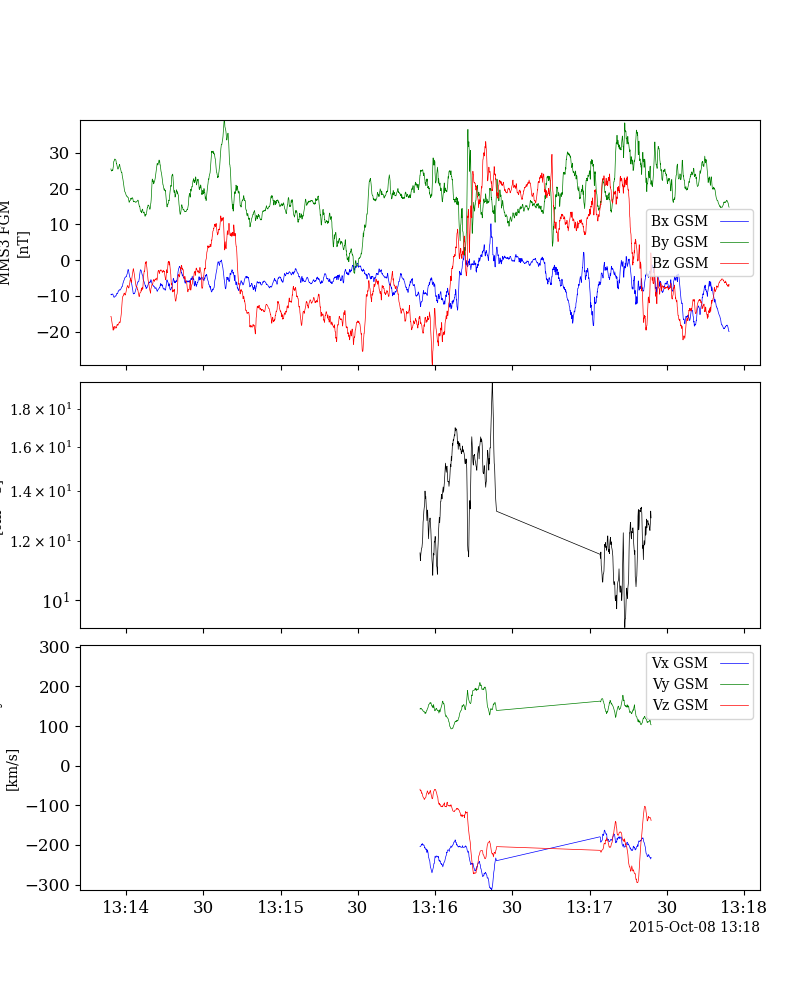 MMS3 FGM
[nT]
30
20
10
0
−10
−20
Bx GSM
By GSM
Bz GSM
1.8 × 10¹
1.6 × 10¹
1.4 × 10¹
1.2 × 10¹
10¹
300
200
100
0
−100
−200
−300
[km/s]
Vx GSM
Vy GSM
Vz GSM
13:14 30 13:15 30 13:16 30 13:17 30 13:18
2015-Oct-08 13:18